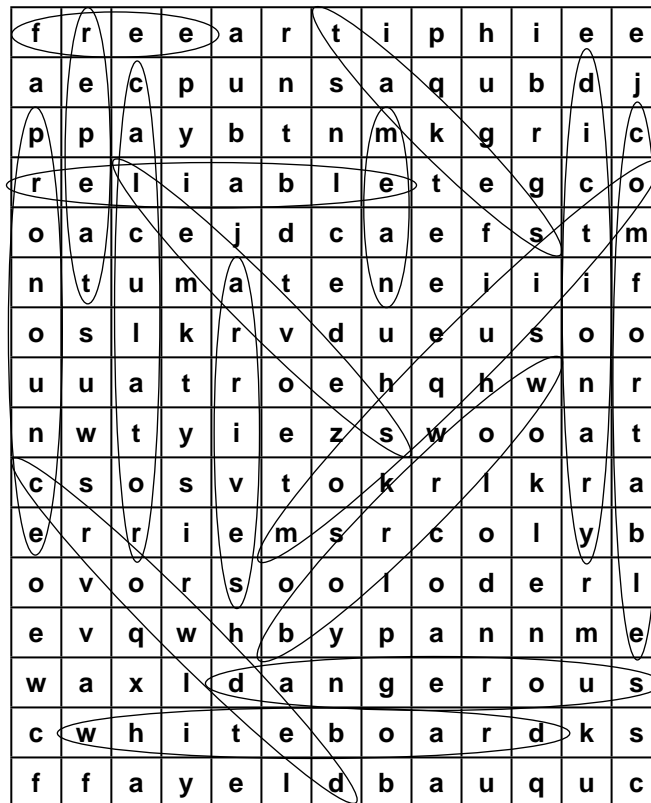 f r e e a r t i p h i e e
a e c p u n s a q u b d j
p p a y b t n m k g r i c
r e l i a b l e t e g c o
o a c e j d c a e f s t m
n t u m a t e n e i i i f
o s l k r v d u e u s o o
u u a t r o e h q h w n r
n w t y i e z s w o o a t
c s o s v t o k r l k r a
e r r i e m s r c o l y b
o v o r s o o l o d e r l
e v q w h b y p a n n m e
w a x l d a n g e r o u s
c w h i t e b o a r d k s
f f a y e l d b a u q u c